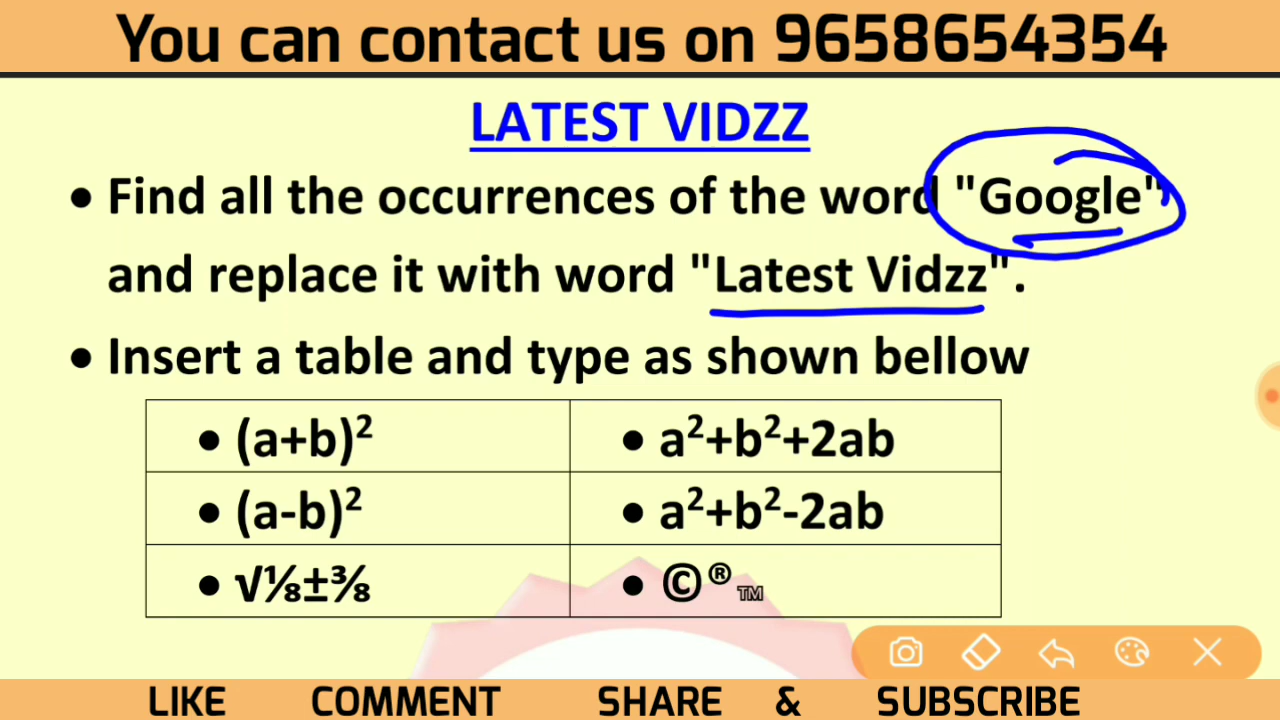 You can contact us on 9658654354
LATEST VIDZZ
• Find all the occurrences of the word "Google"
and replace it with word "Latest Vidzz".
• Insert a table and type as shown bellow
• (a+b)² • a²+b²+2ab
• (a-b)² • a²+b²-2ab
• √⅛±⅜ • ©®™
LIKE COMMENT SHARE & SUBSCRIBE